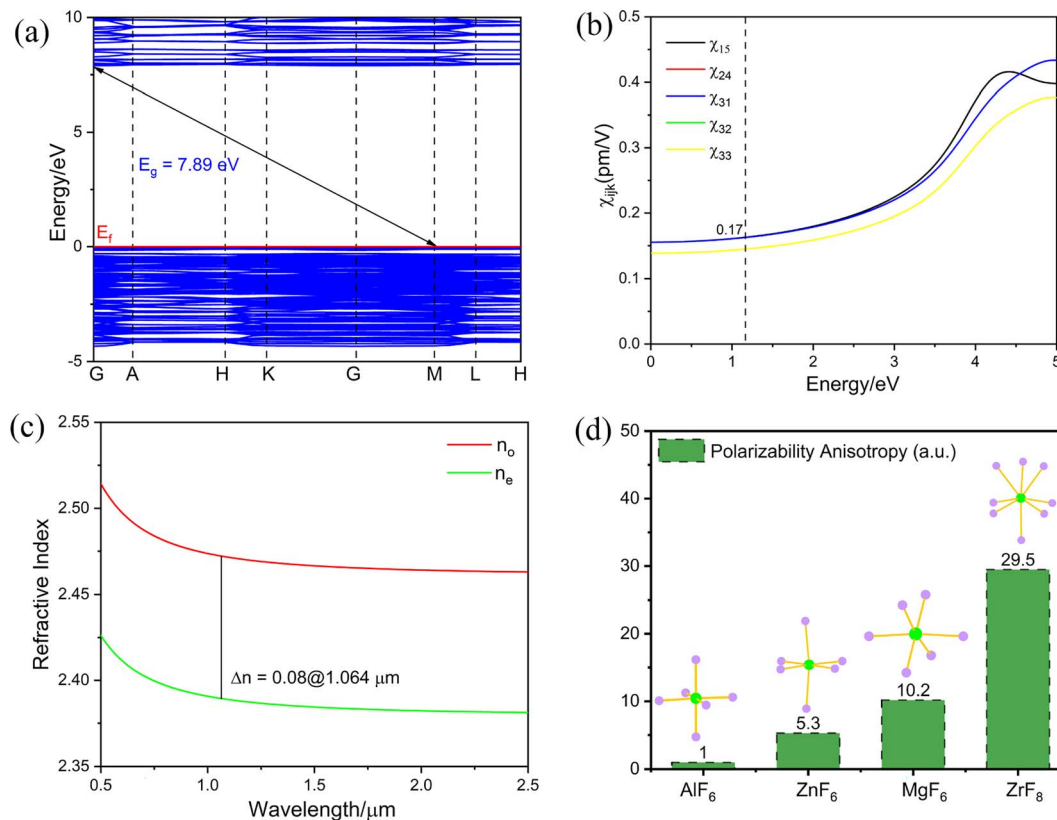 (a)
10
5
0
-5
Energy/eV
E_g = 7.89 eV
E_f
G A H K G M L H
(b)
0.5
0.4
0.3
0.2
0.1
0.0
χ_ijk(pm/V)
χ_15
χ_24
χ_31
χ_32
χ_33
0.17
0 1 2 3 4 5
Energy/eV
(c)
2.55
2.50
2.45
2.40
2.35
Refractive Index
n_o
n_e
Δn = 0.08@1.064 μm
0.5 1.0 1.5 2.0 2.5
Wavelength/μm
(d)
50
40
30
20
10
0
Polarizability Anisotropy (a.u.)
1
5.3
10.2
29.5
AlF_6 ZnF_6 MgF_6 ZrF_8